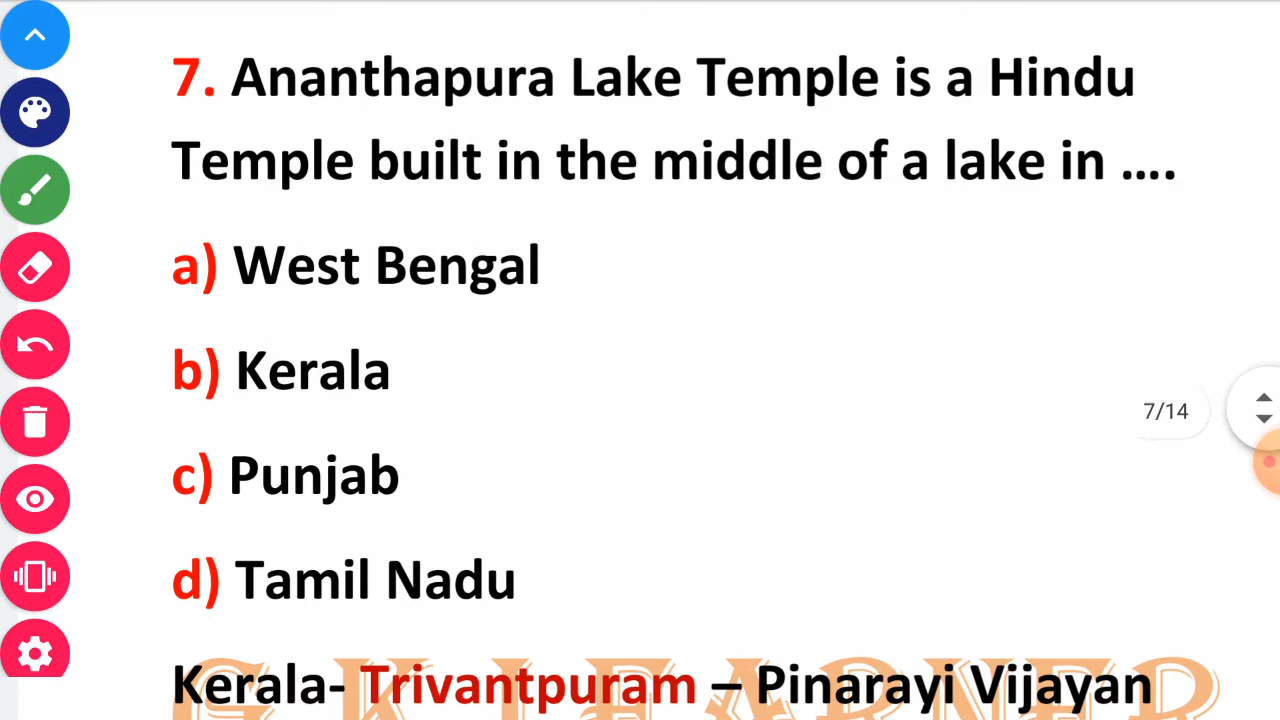 7. Ananthapura Lake Temple is a Hindu
Temple built in the middle of a lake in ....
a) West Bengal
b) Kerala
c) Punjab
7/14
d) Tamil Nadu
Kerala- Trivantpuram – Pinarayi Vijayan
G K LEARNER